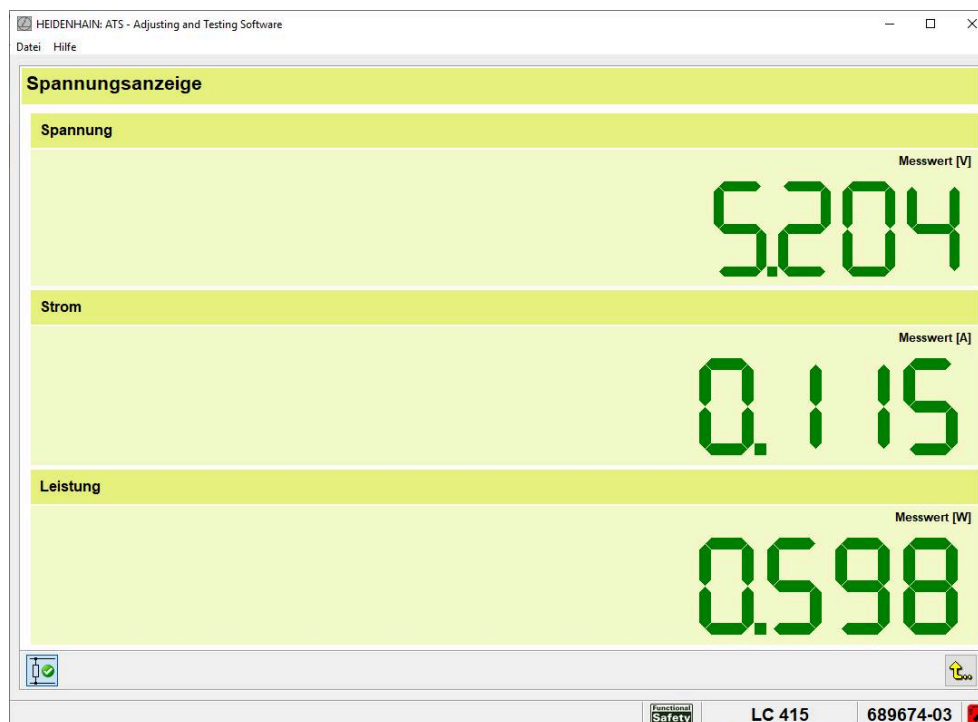 HEIDENHAIN: ATS - Adjusting and Testing Software
Datei Hilfe
Spannungsanzeige
Spannung
Messwert [V]
5.204
Strom
Messwert [A]
0.115
Leistung
Messwert [W]
0.598
Functional Safety
LC 415
689674-03